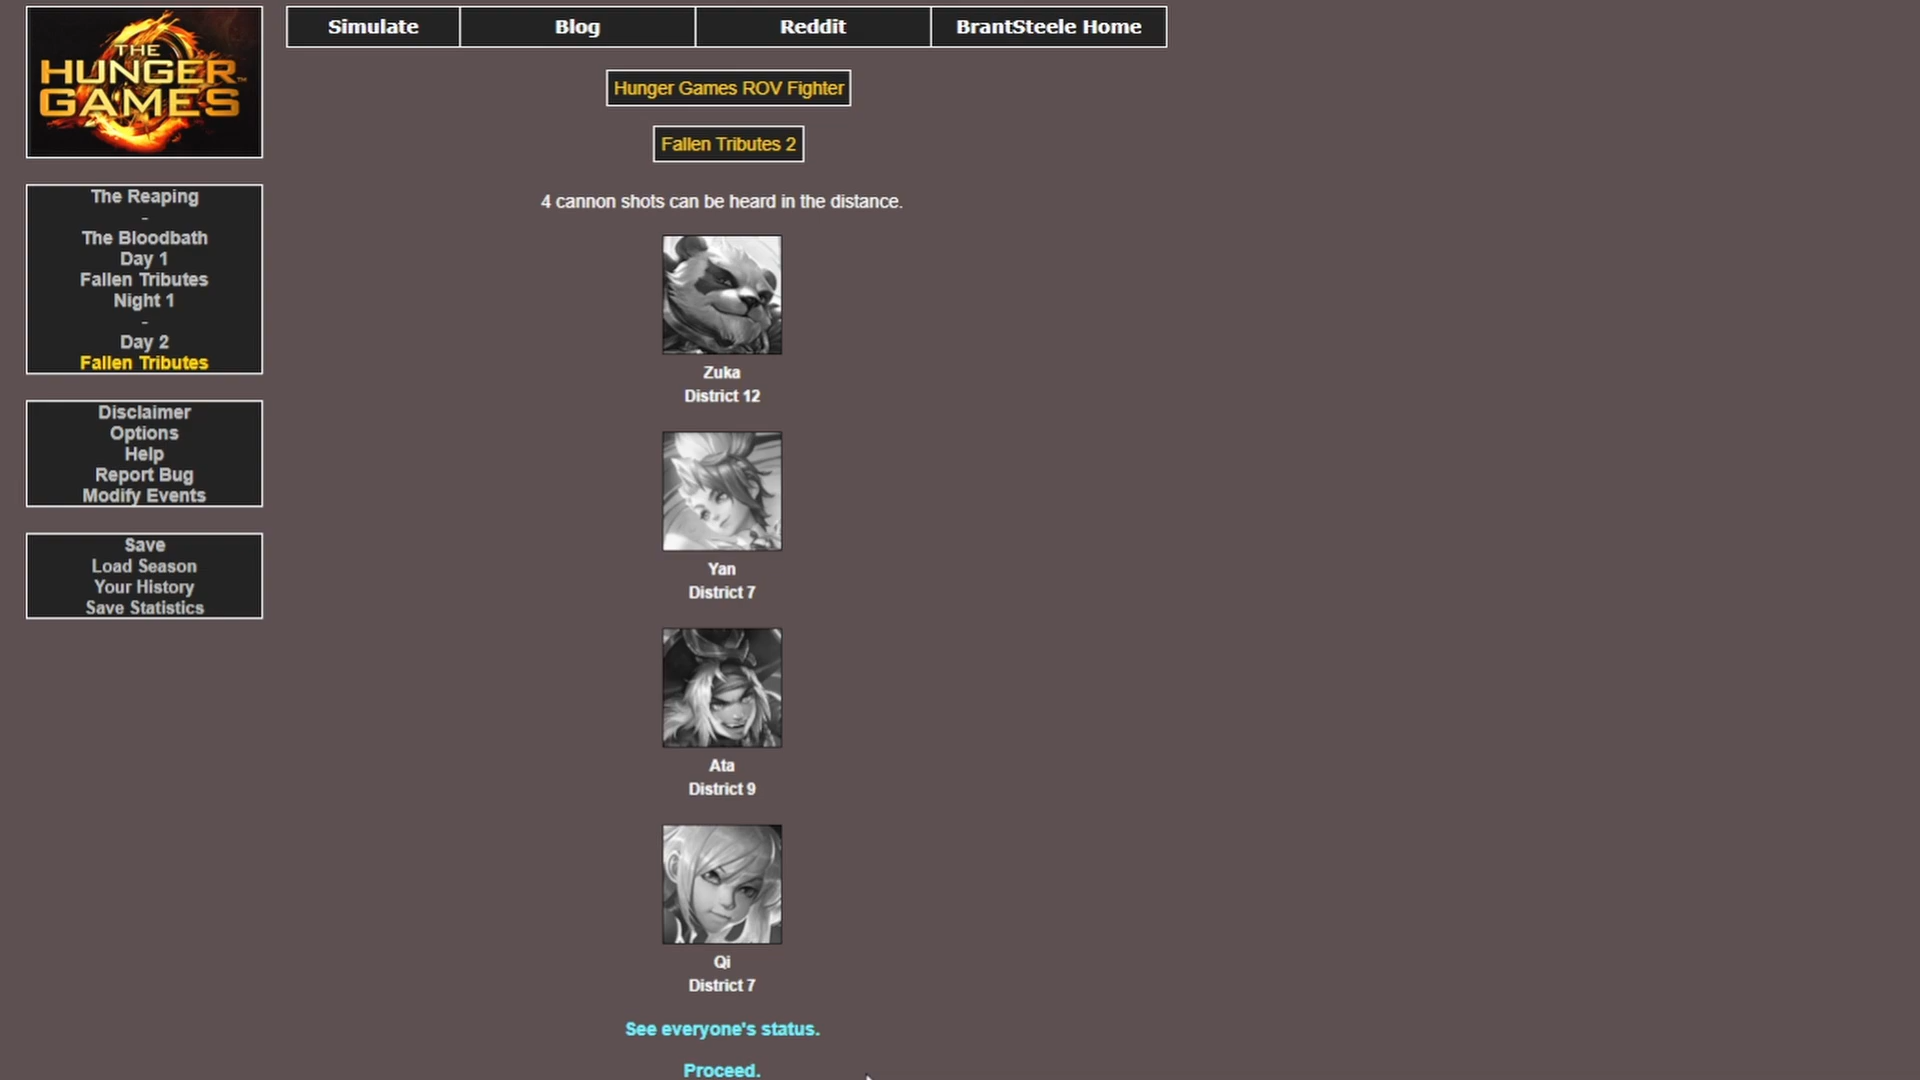 THE
HUNGER
GAMES
Simulate
Blog
Reddit
BrantSteele Home
Hunger Games ROV Fighter
Fallen Tributes 2
The Reaping
-
The Bloodbath
Day 1
Fallen Tributes
Night 1
-
Day 2
Fallen Tributes
Disclaimer
Options
Help
Report Bug
Modify Events
Save
Load Season
Your History
Save Statistics
4 cannon shots can be heard in the distance.
Zuka
District 12
Yan
District 7
Ata
District 9
Qi
District 7
See everyone's status.
Proceed.